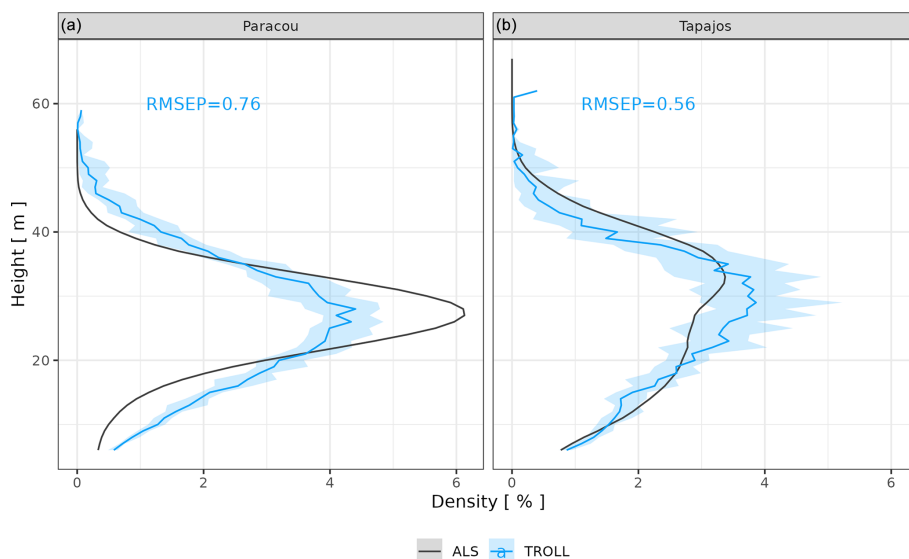 (a) Paracou
(b) Tapajos
RMSEP=0.76
RMSEP=0.56
60
40
20
Height [ m ]
0 2 4 6
0 2 4 6
Density [ % ]
ALS a TROLL